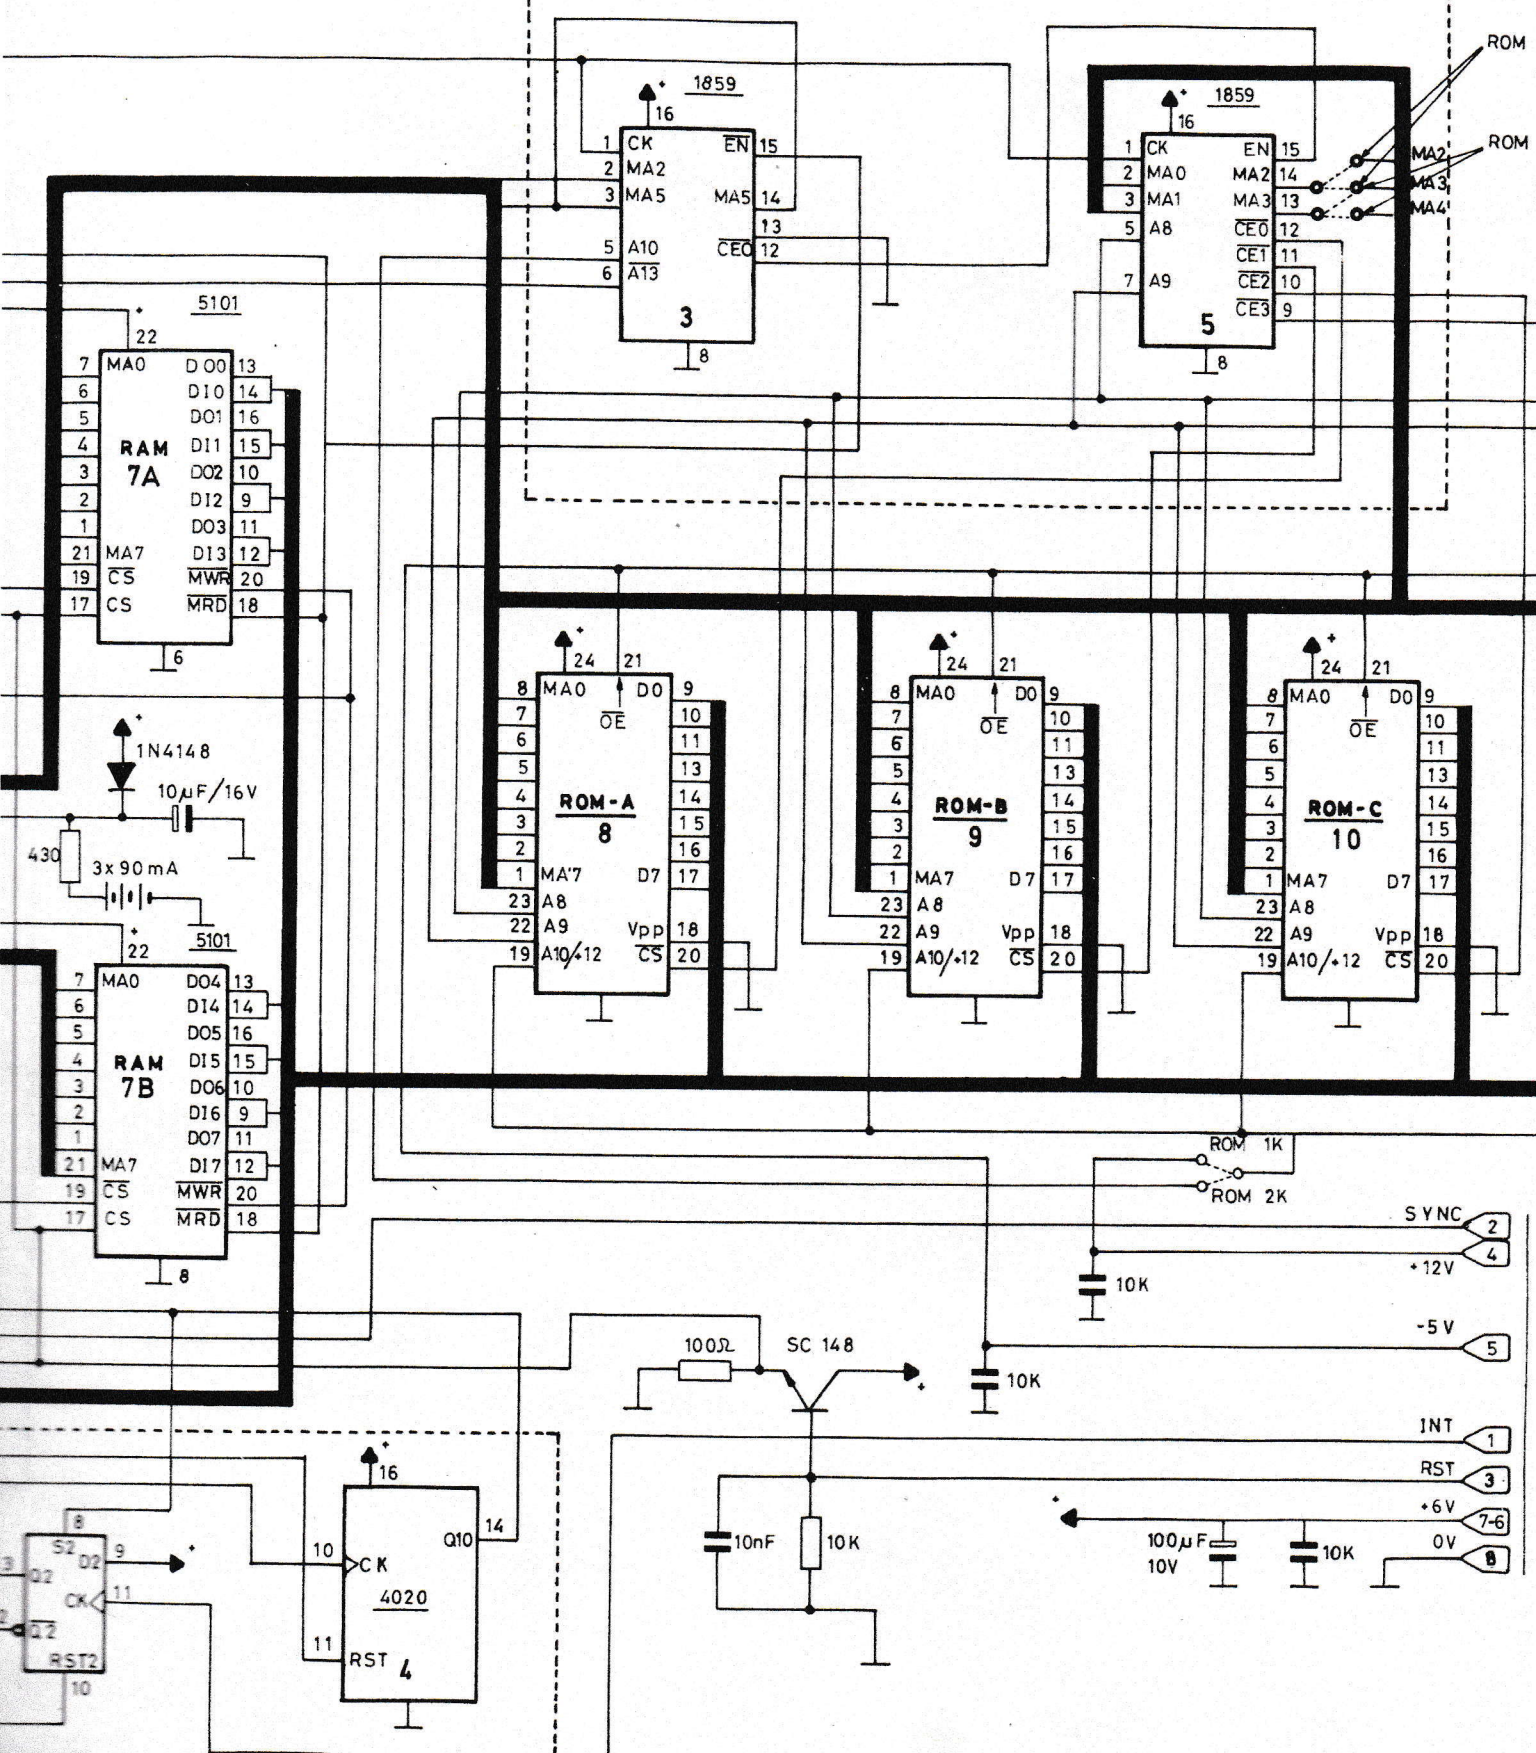 ROM
ROM
1859
+
16
1 CK EN 15
2 MA2
3 MA5 MA5 14
13
5 A10 CE0 12
6 A13
3
8
1859
+
16
1 CK EN 15
2 MA0 MA2 14
3 MA1 MA3 13
5 A8 CE0 12
CE1 11
7 A9 CE2 10
CE3 9
5
8
MA2
MA3
MA4
5101
+
22
7 MA0 DO0 13
6 DI0 14
5 DO1 16
4 DI1 15
RAM
7A
3 DO2 10
2 DI2 9
1 DO3 11
21 MA7 DI3 12
19 CS MWR 20
17 CS MRD 18
6
+
1N4148
10µF/16V
430
3x90mA
5101
+
22
7 MA0 DO4 13
6 DI4 14
5 DO5 16
4 DI5 15
RAM
7B
3 DO6 10
2 DI6 9
1 DO7 11
21 MA7 DI7 12
19 CS MWR 20
17 CS MRD 18
8
+
24 21
8 MA0 D0 9
7 OE 10
6 11
5 13
4 14
ROM-A
8
3 15
2 16
1 MA'7 D7 17
23 A8
22 A9 Vpp 18
19 A10/+12 CS 20
+
24 21
8 MA0 D0 9
7 OE 10
6 11
5 13
4 14
ROM-B
9
3 15
2 16
1 MA7 D7 17
23 A8
22 A9 Vpp 18
19 A10/+12 CS 20
+
24 21
8 MA0 D0 9
7 OE 10
6 11
5 13
4 14
ROM-C
10
3 15
2 16
1 MA7 D7 17
23 A8
22 A9 Vpp 18
19 A10/+12 CS 20
ROM 1K
ROM 2K
SYNC 2
4
+12V
10K
-5V
5
10K
100Ω
SC 148
+
INT 1
RST 3
+
+6V 7-6
0V 8
100µF
10V
10K
10nF
10K
+
16
Q10 14
10 CK
4020
11 RST
4
8
S2
D2 9
+
3 Q2
CK 11
2 Q2
RST2
10